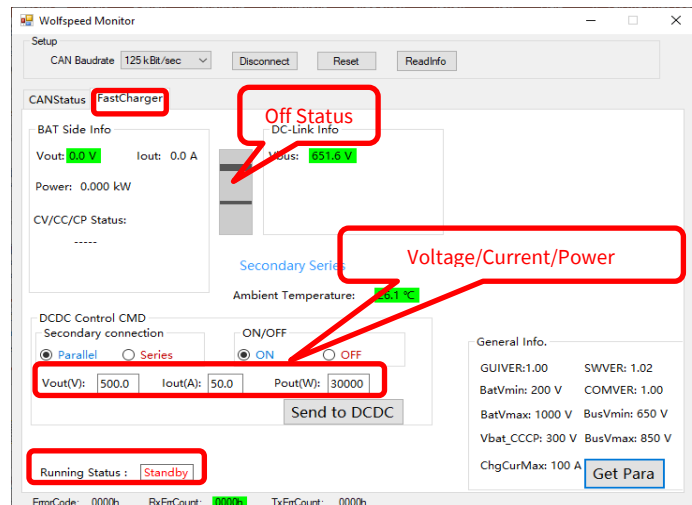 Wolfspeed Monitor
Setup
CAN Baudrate 125 kBit/sec Disconnect Reset ReadInfo
CANStatus FastCharger
Off Status
BAT Side Info
DC-Link Info
Vout: 0.0 V Iout: 0.0 A
Vbus: 651.6 V
Power: 0.000 kW
CV/CC/CP Status:
-----
Voltage/Current/Power
Secondary Series
Ambient Temperature: 26.1 ℃
DCDC Control CMD
Secondary connection ON/OFF
Parallel Series ON OFF
Vout(V): 500.0 Iout(A): 50.0 Pout(W): 30000
Send to DCDC
General Info.
GUIVER:1.00 SWVER: 1.02
BatVmin: 200 V COMVER: 1.00
BatVmax: 1000 V BusVmin: 650 V
Vbat_CCCP: 300 V BusVmax: 850 V
ChgCurMax: 100 A Get Para
Running Status : Standby
ErrorCode: 0000h RxErrCount: 0000h TxErrCount: 0000h